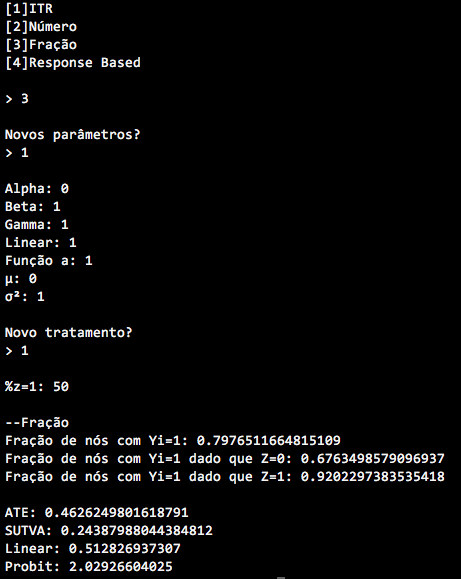 [1]ITR
[2]Número
[3]Fração
[4]Response Based
> 3
Novos parâmetros?
> 1
Alpha: 0
Beta: 1
Gamma: 1
Linear: 1
Função a: 1
μ: 0
σ²: 1
Novo tratamento?
> 1
%z=1: 50
--Fração
Fração de nós com Yi=1: 0.7976511664815109
Fração de nós com Yi=1 dado que Z=0: 0.6763498579096937
Fração de nós com Yi=1 dado que Z=1: 0.9202297383535418
ATE: 0.4626249801618791
SUTVA: 0.24387988044384812
Linear: 0.512826937307
Probit: 2.02926604025